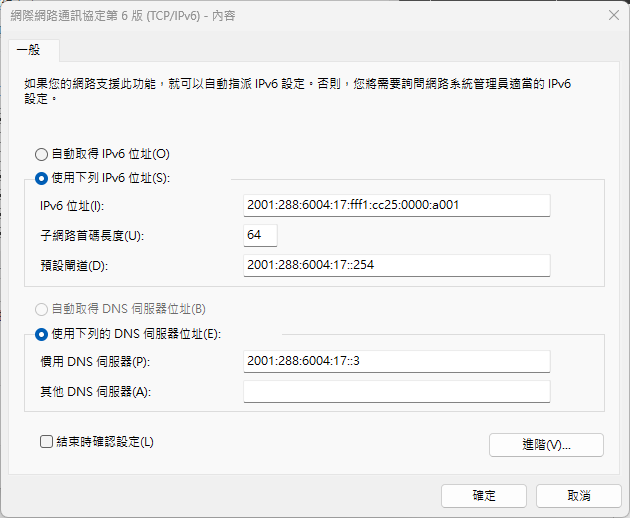 網際網路通訊協定第 6 版 (TCP/IPv6) - 內容
一般
如果您的網路支援此功能，就可以自動指派 IPv6 設定。否則，您將需要詢問網路系統管理員適當的 IPv6
設定。
自動取得 IPv6 位址(O)
使用下列 IPv6 位址(S):
IPv6 位址(I):
2001:288:6004:17:fff1:cc25:0000:a001
子網路首碼長度(U):
64
預設閘道(D):
2001:288:6004:17::254
自動取得 DNS 伺服器位址(B)
使用下列的 DNS 伺服器位址(E):
慣用 DNS 伺服器(P):
2001:288:6004:17::3
其他 DNS 伺服器(A):
結束時確認設定(L)
進階(V)...
確定
取消